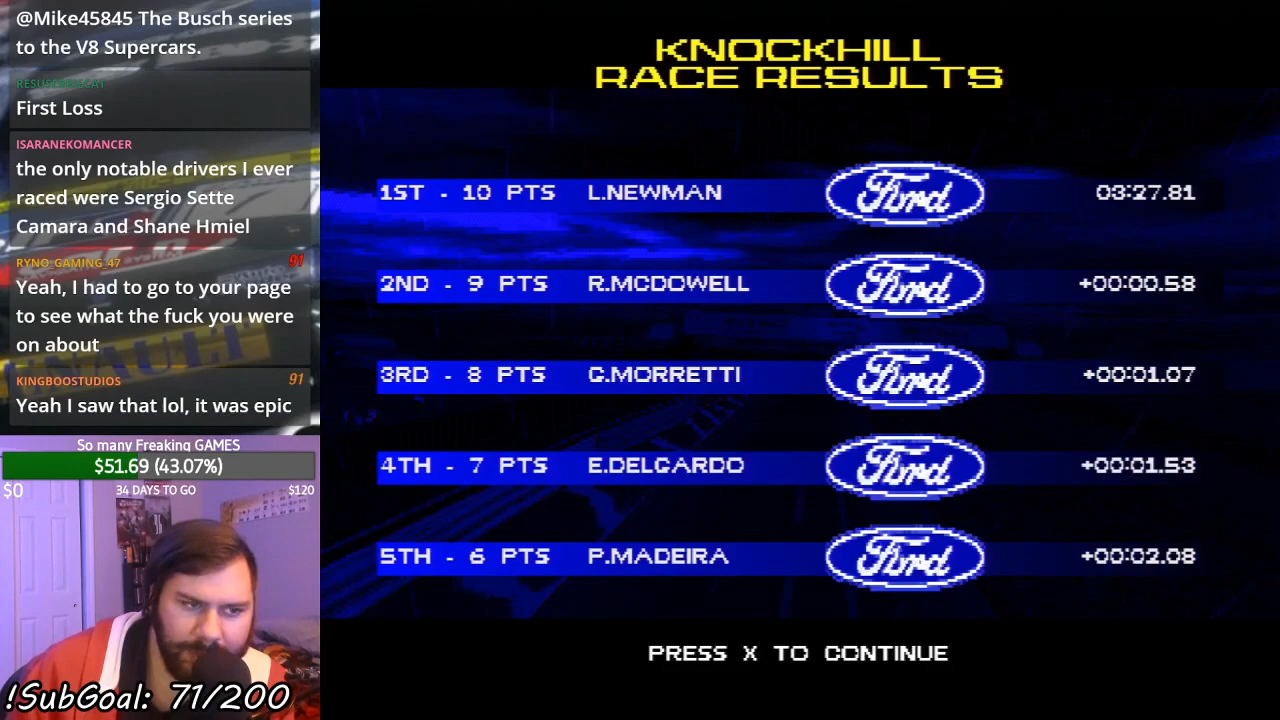 @Mike45845 The Busch series
to the V8 Supercars.
First Loss
ISARANEKOMANCER
the only notable drivers I ever
raced were Sergio Sette
Camara and Shane Hmiel
RYNO_GAMING_47 91
Yeah, I had to go to your page
to see what the fuck you were
on about
KINGBOOSTUDIOS 91
Yeah I saw that lol, it was epic
So many Freaking GAMES
$51.69 (43.07%)
$0 34 DAYS TO GO $120
!SubGoal: 71/200
KNOCKHILL
RACE RESULTS
1ST - 10 PTS L.NEWMAN Ford 03:27.81
2ND - 9 PTS R.MCDOWELL Ford +00:00.58
3RD - 8 PTS G.MORRETTI Ford +00:01.07
4TH - 7 PTS E.DELGARDO Ford +00:01.53
5TH - 6 PTS P.MADEIRA Ford +00:02.08
PRESS X TO CONTINUE